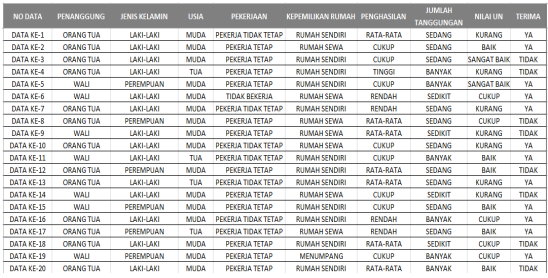 NO DATA PENANGGUNG JENIS KELAMIN USIA PEKERJAAN KEPEMILIKAN RUMAH PENGHASILAN JUMLAH TANGGUNGAN NILAI UN TERIMA
DATA KE-1 ORANG TUA LAKI-LAKI MUDA PEKERJA TIDAK TETAP RUMAH SENDIRI RATA-RATA SEDANG KURANG YA
DATA KE-2 ORANG TUA LAKI-LAKI MUDA PEKERJA TETAP RUMAH SEWA CUKUP SEDANG BAIK YA
DATA KE-3 ORANG TUA LAKI-LAKI MUDA PEKERJA TETAP RUMAH SENDIRI CUKUP SEDANG SANGAT BAIK TIDAK
DATA KE-4 ORANG TUA LAKI-LAKI TUA PEKERJA TETAP RUMAH SENDIRI TINGGI BANYAK KURANG TIDAK
DATA KE-5 WALI PEREMPUAN MUDA PEKERJA TETAP RUMAH SENDIRI CUKUP BANYAK SANGAT BAIK YA
DATA KE-6 WALI LAKI-LAKI MUDA TIDAK BEKERJA RUMAH SEWA RENDAH SEDIKIT CUKUP YA
DATA KE-7 ORANG TUA LAKI-LAKI MUDA PEKERJA TIDAK TETAP RUMAH SENDIRI RENDAH SEDANG KURANG YA
DATA KE-8 ORANG TUA PEREMPUAN MUDA PEKERJA TETAP RUMAH SEWA RATA-RATA SEDANG CUKUP TIDAK
DATA KE-9 WALI LAKI-LAKI MUDA PEKERJA TETAP RUMAH SEWA RATA-RATA SEDIKIT KURANG TIDAK
DATA KE-10 ORANG TUA LAKI-LAKI MUDA PEKERJA TIDAK TETAP RUMAH SENDIRI CUKUP SEDANG KURANG YA
DATA KE-11 WALI LAKI-LAKI TUA PEKERJA TIDAK TETAP RUMAH SENDIRI CUKUP BANYAK BAIK YA
DATA KE-12 ORANG TUA PEREMPUAN MUDA PEKERJA TETAP RUMAH SENDIRI RATA-RATA SEDANG BAIK TIDAK
DATA KE-13 ORANG TUA LAKI-LAKI TUA PEKERJA TIDAK TETAP RUMAH SENDIRI RATA-RATA SEDANG KURANG YA
DATA KE-14 WALI LAKI-LAKI MUDA PEKERJA TIDAK TETAP RUMAH SEWA CUKUP SEDIKIT KURANG TIDAK
DATA KE-15 WALI PEREMPUAN MUDA PEKERJA TETAP RUMAH SEWA CUKUP SEDANG BAIK YA
DATA KE-16 ORANG TUA LAKI-LAKI MUDA PEKERJA TIDAK TETAP RUMAH SENDIRI RENDAH BANYAK CUKUP YA
DATA KE-17 ORANG TUA PEREMPUAN TUA PEKERJA TETAP RUMAH SEWA RENDAH SEDANG BAIK YA
DATA KE-18 ORANG TUA LAKI-LAKI MUDA PEKERJA TETAP RUMAH SENDIRI RATA-RATA SEDIKIT CUKUP TIDAK
DATA KE-19 WALI PEREMPUAN MUDA PEKERJA TETAP MENUMPANG CUKUP BANYAK CUKUP YA
DATA KE-20 ORANG TUA LAKI-LAKI MUDA PEKERJA TETAP RUMAH SENDIRI RATA-RATA SEDANG BAIK TIDAK